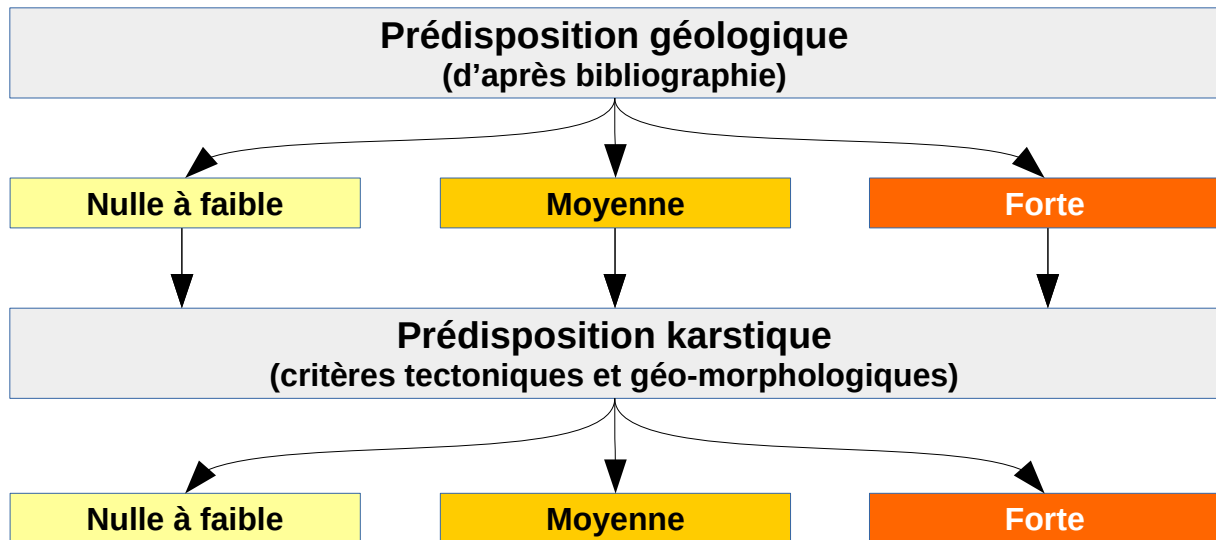 Prédisposition géologique
(d’après bibliographie)
Nulle à faible
Moyenne
Forte
Prédisposition karstique
(critères tectoniques et géo-morphologiques)
Nulle à faible
Moyenne
Forte